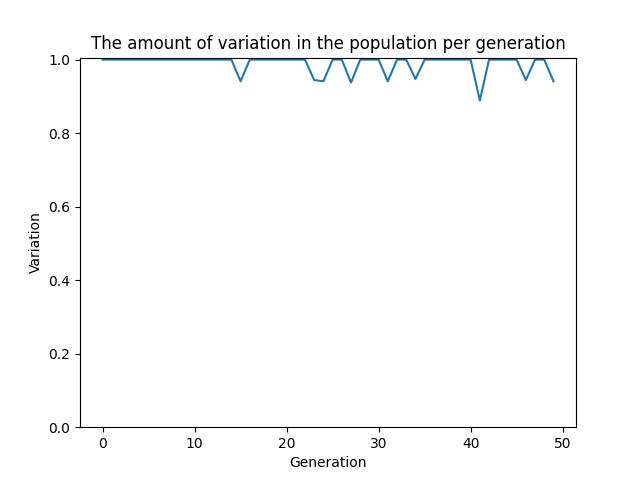 The amount of variation in the population per generation
1.0
0.8
0.6
0.4
0.2
0.0
Variation
0 10 20 30 40 50
Generation